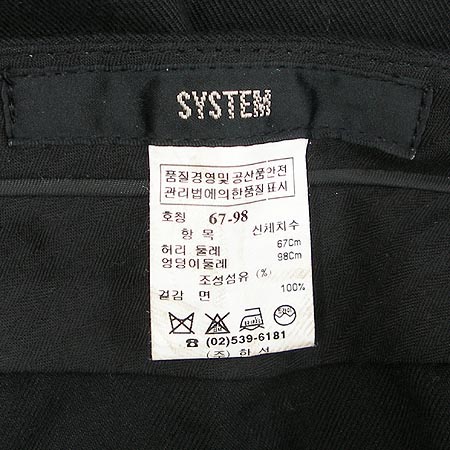 SYSTEM
품질경영및 공산품안전
관리법에의한품질표시
호칭 67-98
항 목 신체치수
허리 둘레 67Cm
엉덩이둘레 98Cm
조성섬유 (%)
겉감 면 100%
☎ (02)539-6181
(주)